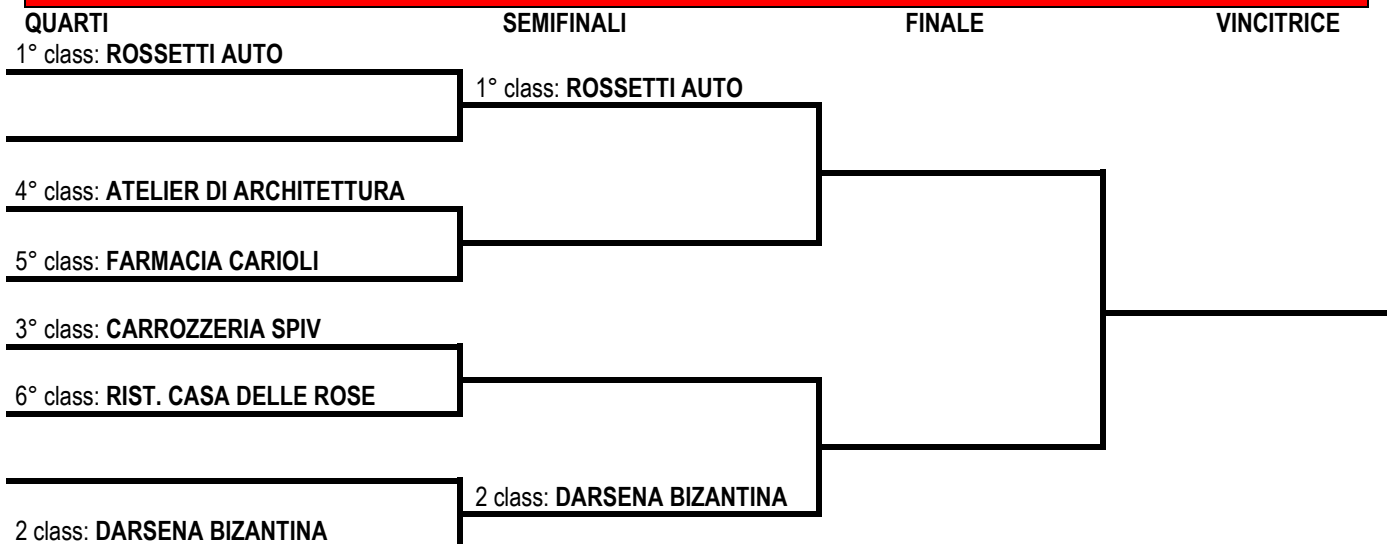 QUARTI SEMIFINALI FINALE VINCITRICE
1° class: ROSSETTI AUTO
1° class: ROSSETTI AUTO
4° class: ATELIER DI ARCHITETTURA
5° class: FARMACIA CARIOLI
3° class: CARROZZERIA SPIV
6° class: RIST. CASA DELLE ROSE
2 class: DARSENA BIZANTINA
2 class: DARSENA BIZANTINA